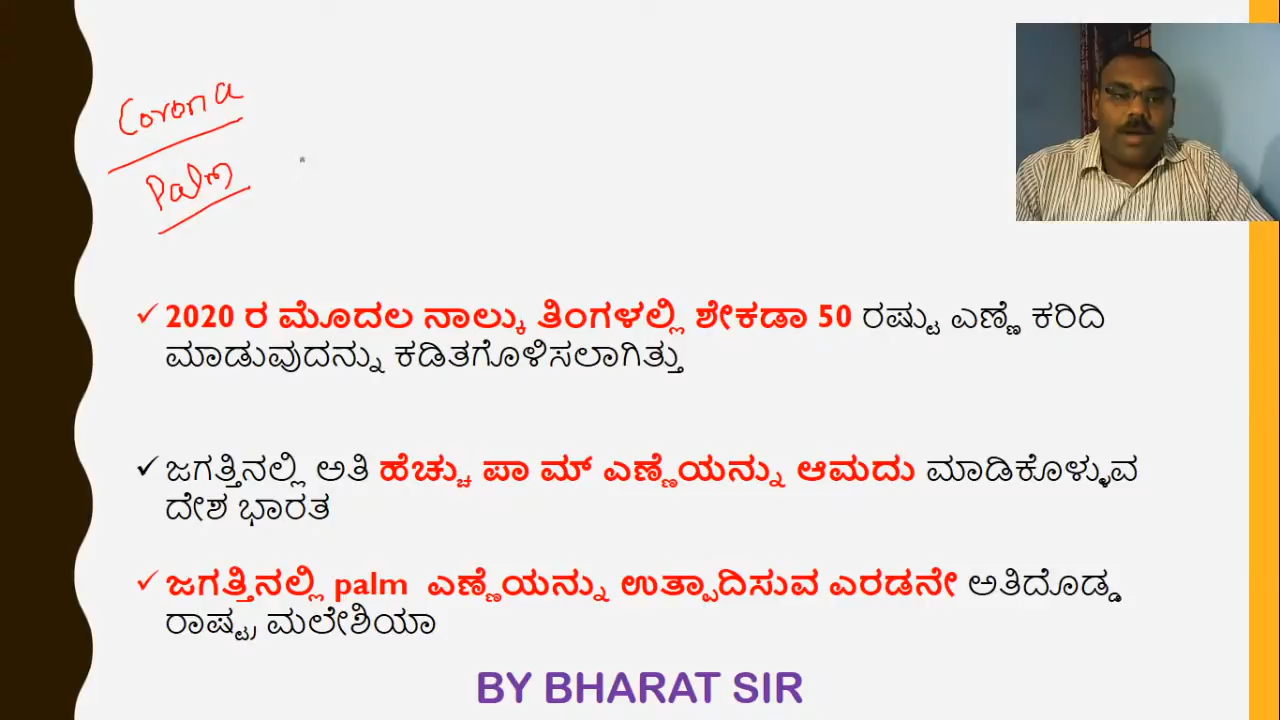 Corona
Palm
2020 ರ ಮೊದಲ ನಾಲ್ಕು ತಿಂಗಳಲ್ಲಿ ಶೇಕಡಾ 50 ರಷ್ಟು ಎಣ್ಣೆ ಕರಿದಿ
ಮಾಡುವುದನ್ನು ಕಡಿತಗೊಳಿಸಲಾಗಿತ್ತು
ಜಗತ್ತಿನಲ್ಲಿ ಅತಿ ಹೆಚ್ಚು ಪಾ ಮ್ ಎಣ್ಣೆಯನ್ನು ಆಮದು ಮಾಡಿಕೊಳ್ಳುವ
ದೇಶ ಭಾರತ
ಜಗತ್ತಿನಲ್ಲಿ palm ಎಣ್ಣೆಯನ್ನು ಉತ್ಪಾದಿಸುವ ಎರಡನೇ ಅತಿದೊಡ್ಡ
ರಾಷ್ಟ್ರ ಮಲೇಶಿಯಾ
BY BHARAT SIR